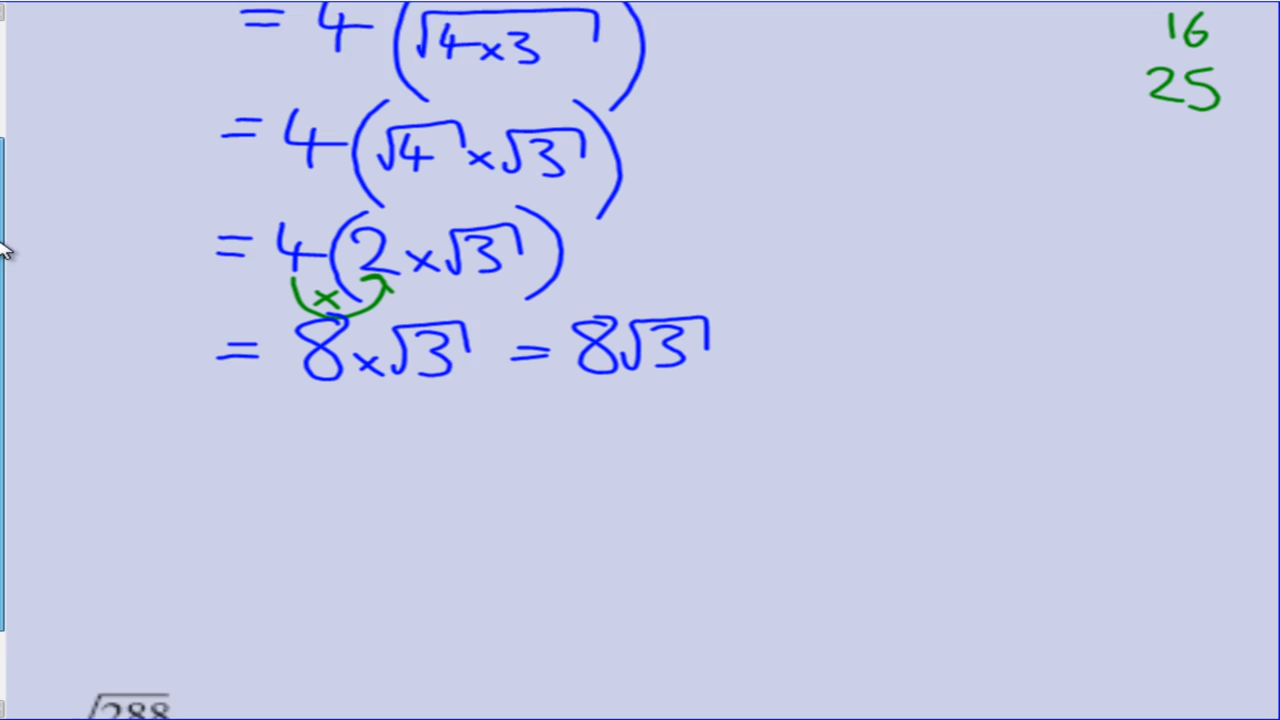 = 4 (√4×3)
16
25
= 4 (√4 × √3)
= 4 (2 × √3)
×
= 8 × √3 = 8√3
√288